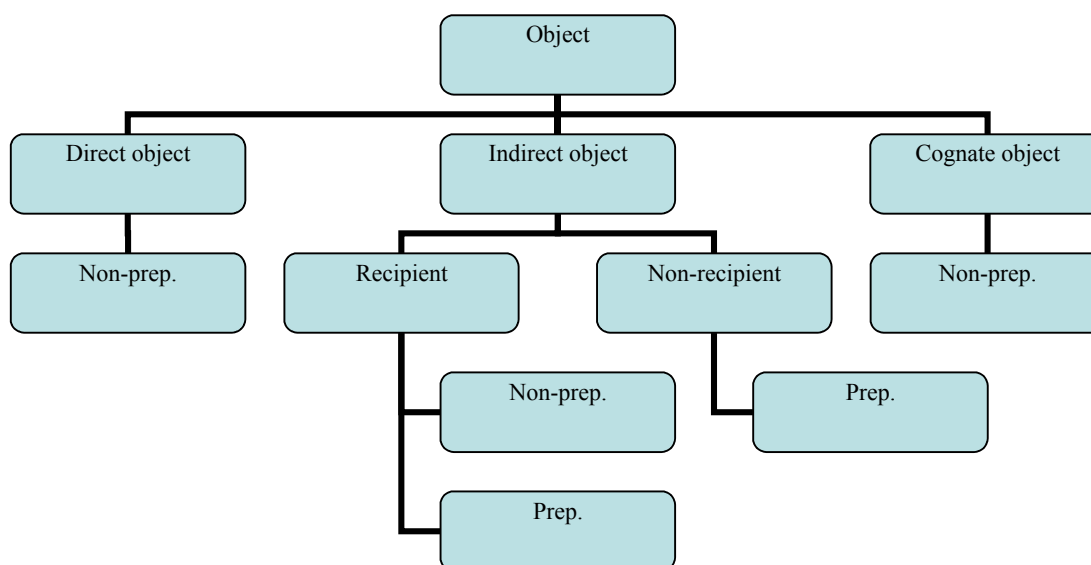 Object
Direct object
Indirect object
Cognate object
Non-prep.
Recipient
Non-recipient
Non-prep.
Non-prep.
Prep.
Prep.